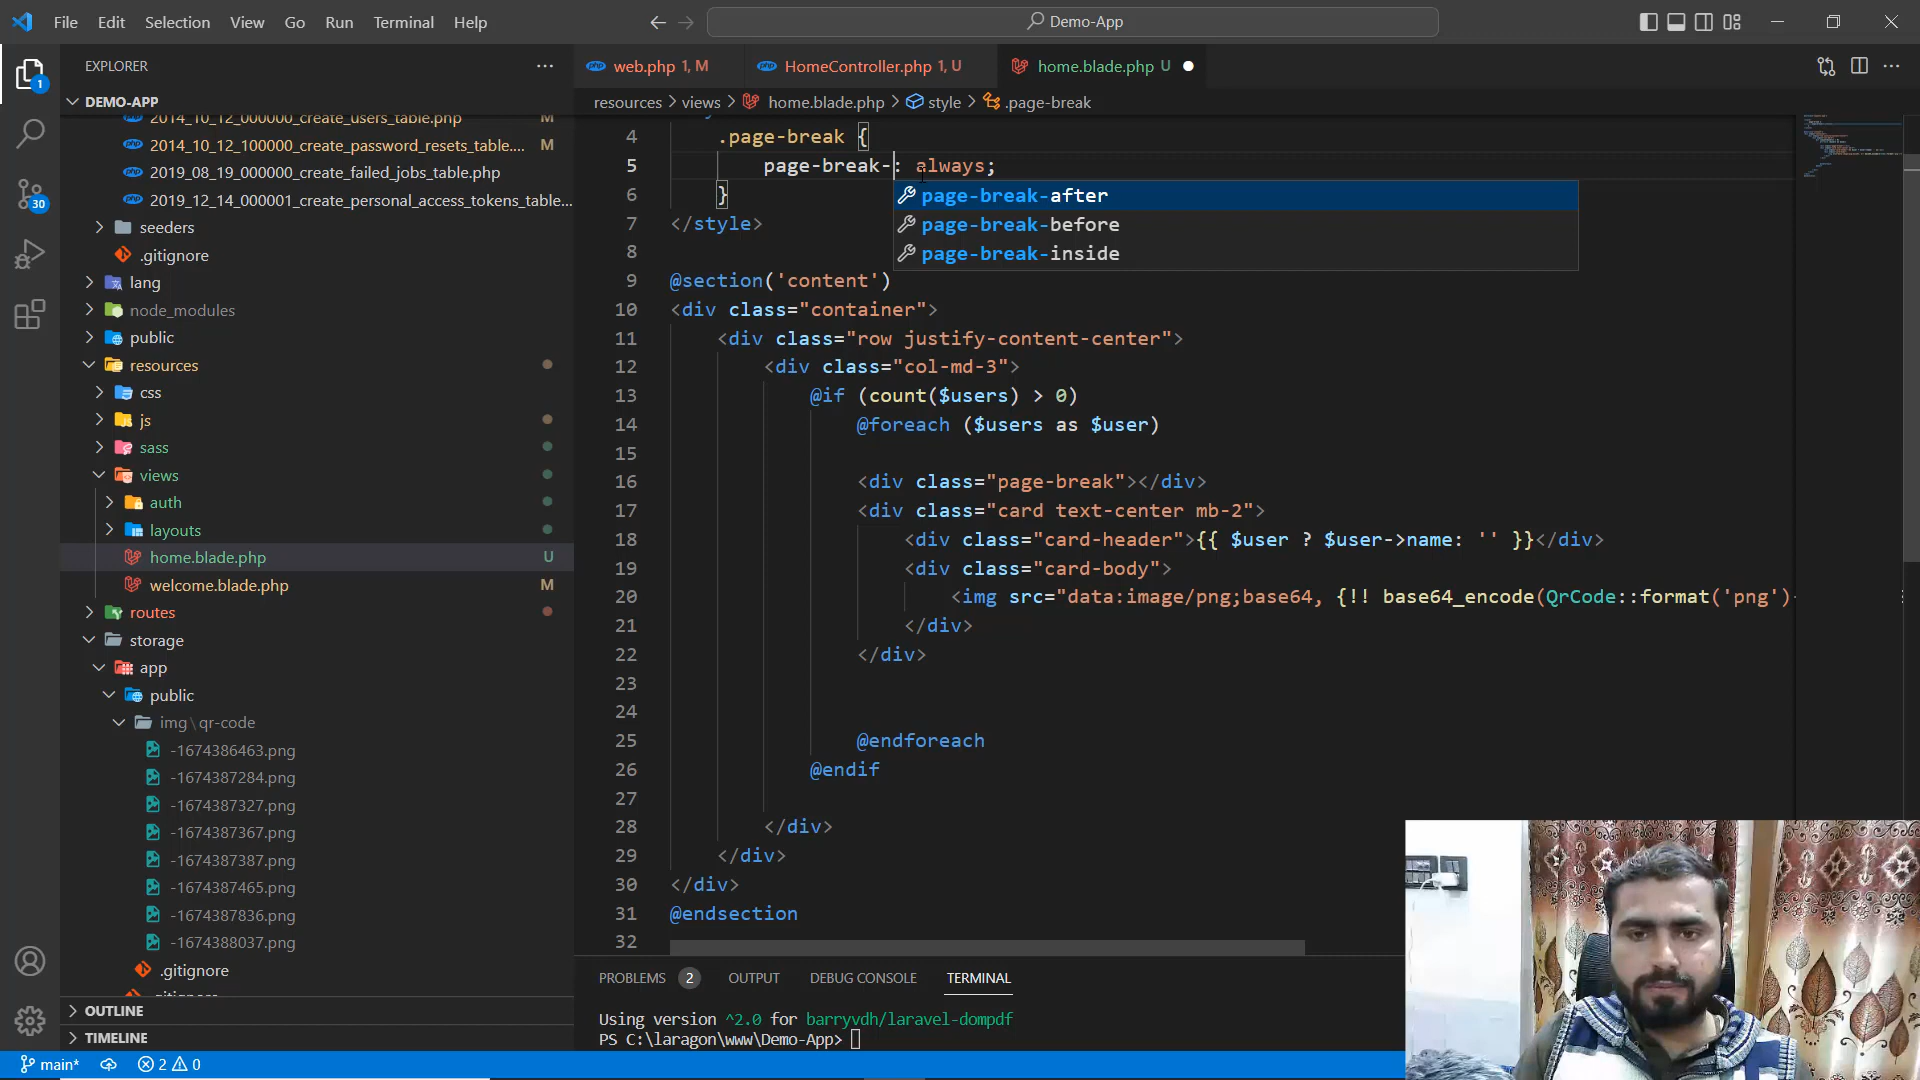 File Edit Selection View Go Run Terminal Help
Demo-App
EXPLORER
web.php 1, M
HomeController.php 1, U
home.blade.php U
DEMO-APP
resources > views > home.blade.php > style > .page-break
2014_10_12_000000_create_users_table.php M
2014_10_12_100000_create_password_resets_table.... M
2019_08_19_000000_create_failed_jobs_table.php
2019_12_14_000001_create_personal_access_tokens_table...
seeders
.gitignore
lang
node_modules
public
resources
css
js
sass
views
auth
layouts
home.blade.php U
welcome.blade.php M
routes
storage
app
public
img\qr-code
-1674386463.png
-1674387284.png
-1674387327.png
-1674387367.png
-1674387387.png
-1674387465.png
-1674387836.png
-1674388037.png
.gitignore
OUTLINE
TIMELINE
4 .page-break {
5 page-break-: always;
page-break-after
page-break-before
page-break-inside
6 }
7 </style>
8
9 @section('content')
10 <div class="container">
11 <div class="row justify-content-center">
12 <div class="col-md-3">
13 @if (count($users) > 0)
14 @foreach ($users as $user)
15
16 <div class="page-break"></div>
17 <div class="card text-center mb-2">
18 <div class="card-header">{{ $user ? $user->name: '' }}</div>
19 <div class="card-body">
20 <img src="data:image/png;base64, {!! base64_encode(QrCode::format('png')
21 </div>
22 </div>
23
24
25 @endforeach
26 @endif
27
28 </div>
29 </div>
30 </div>
31 @endsection
32
PROBLEMS 2 OUTPUT DEBUG CONSOLE TERMINAL
Using version ^2.0 for barryvdh/laravel-dompdf
PS C:\laragon\www\Demo-App>
1
30
main* 2 0